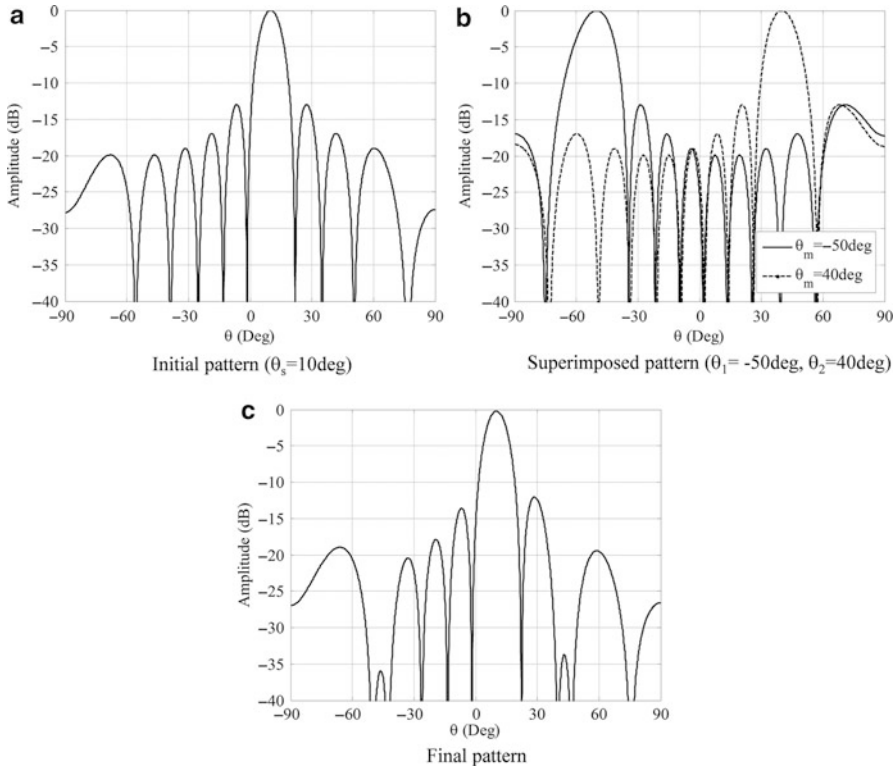 a
0
−5
−10
−15
−20
−25
−30
−35
−40
Amplitude (dB)
−90 −60 −30 0 30 60 90
θ (Deg)
Initial pattern (θs=10deg)
b
0
−5
−10
−15
−20
−25
−30
−35
−40
Amplitude (dB)
θ_m=−50deg
θ_m=40deg
−90 −60 −30 0 30 60 90
θ (Deg)
Superimposed pattern (θ1= -50deg, θ2=40deg)
c
0
−5
−10
−15
−20
−25
−30
−35
−40
Amplitude (dB)
−90 −60 −30 0 30 60 90
θ (Deg)
Final pattern